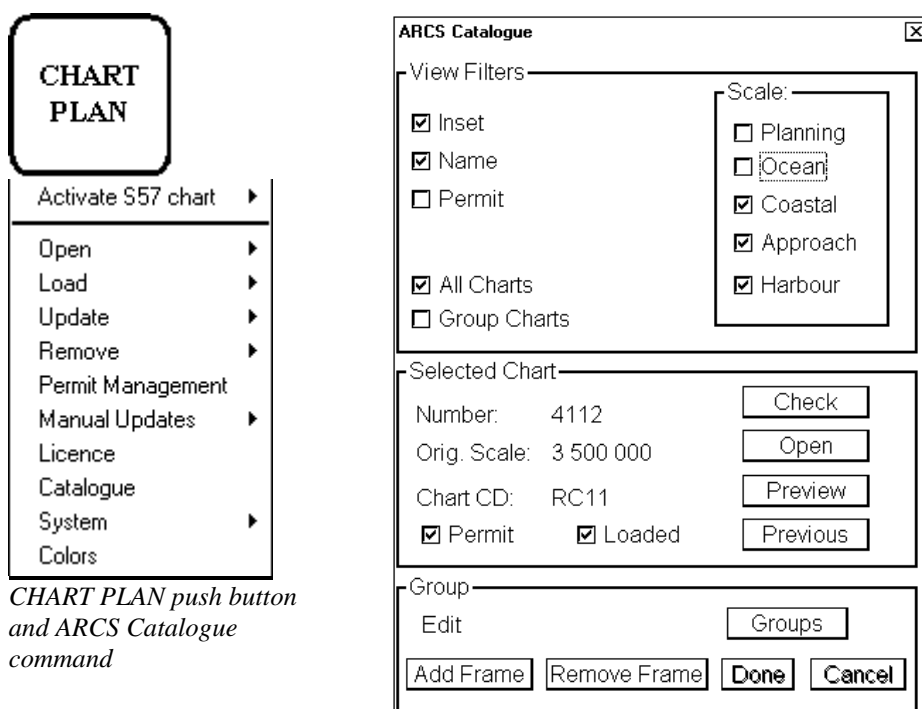 CHART
PLAN
Activate S57 chart
Open
Load
Update
Remove
Permit Management
Manual Updates
Licence
Catalogue
System
Colors
CHART PLAN push button
and ARCS Catalogue
command
ARCS Catalogue
View Filters
Inset
Name
Permit
All Charts
Group Charts
Scale:
Planning
Ocean
Coastal
Approach
Harbour
Selected Chart
Number: 4112
Orig. Scale: 3 500 000
Chart CD: RC11
Permit Loaded
Check
Open
Preview
Previous
Group
Edit Groups
Add Frame Remove Frame Done Cancel